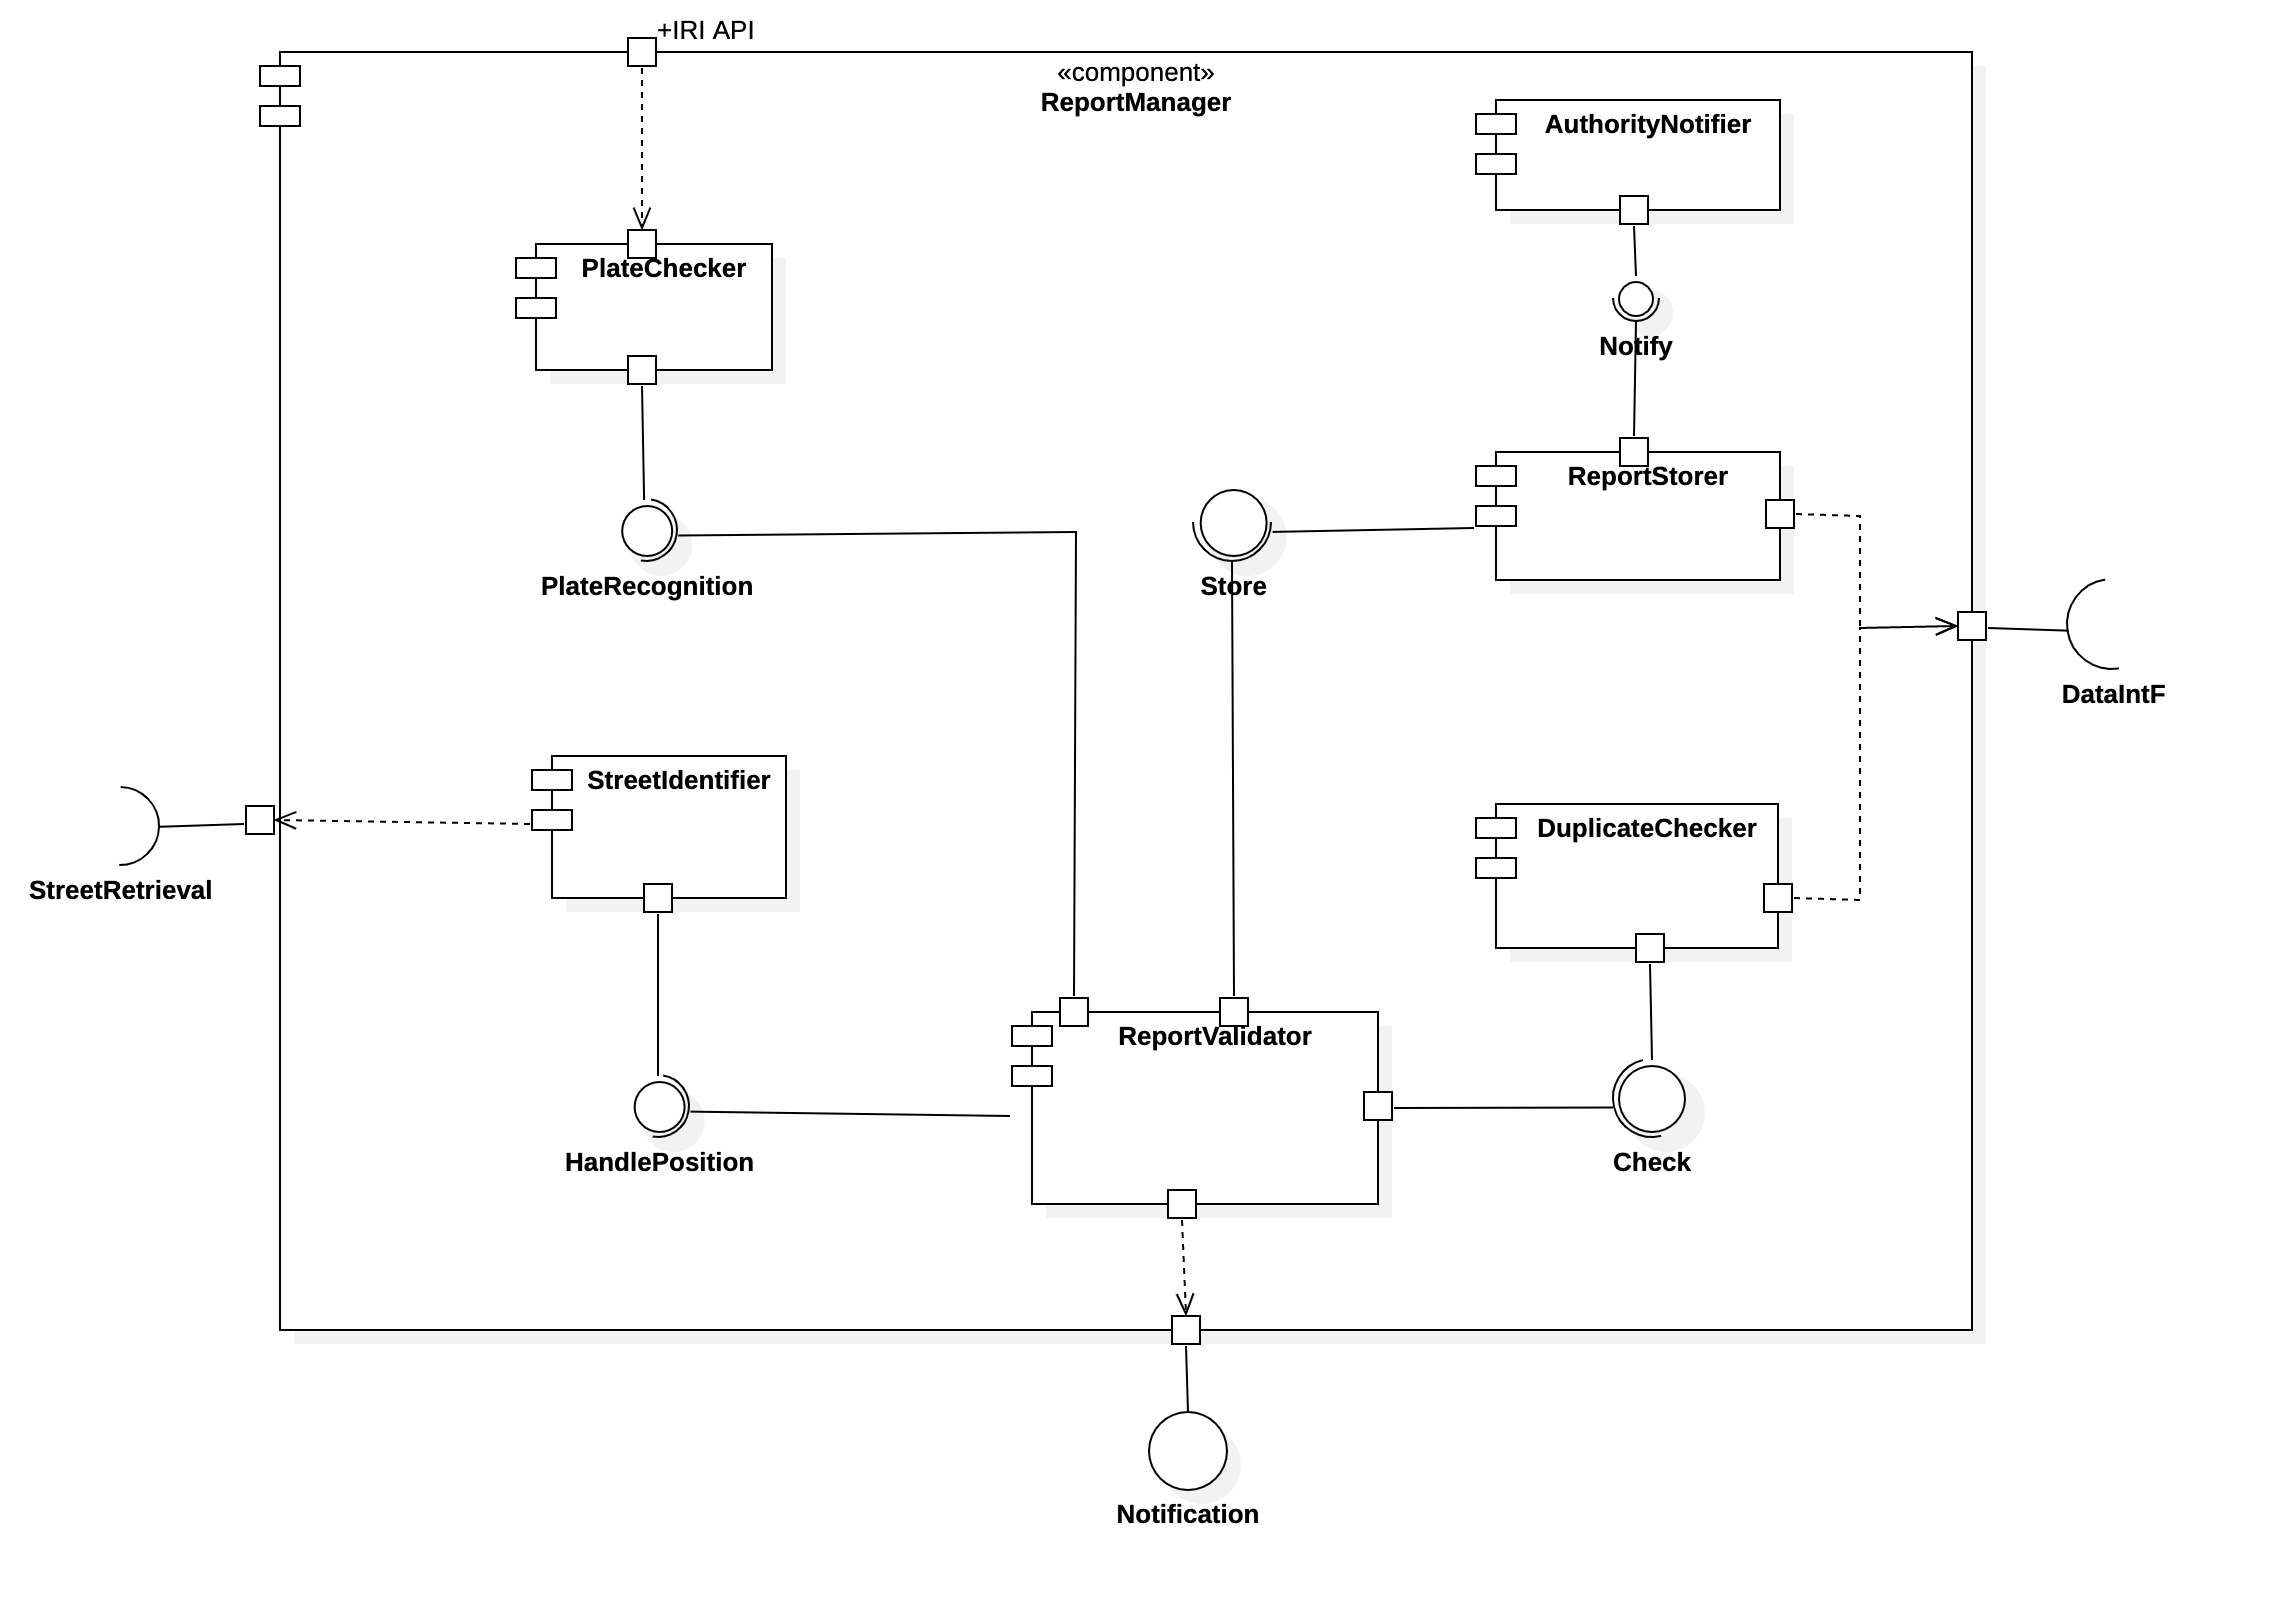 +IRI API
«component»
ReportManager
AuthorityNotifier
PlateChecker
Notify
ReportStorer
PlateRecognition
Store
DataIntF
StreetIdentifier
DuplicateChecker
StreetRetrieval
ReportValidator
HandlePosition
Check
Notification